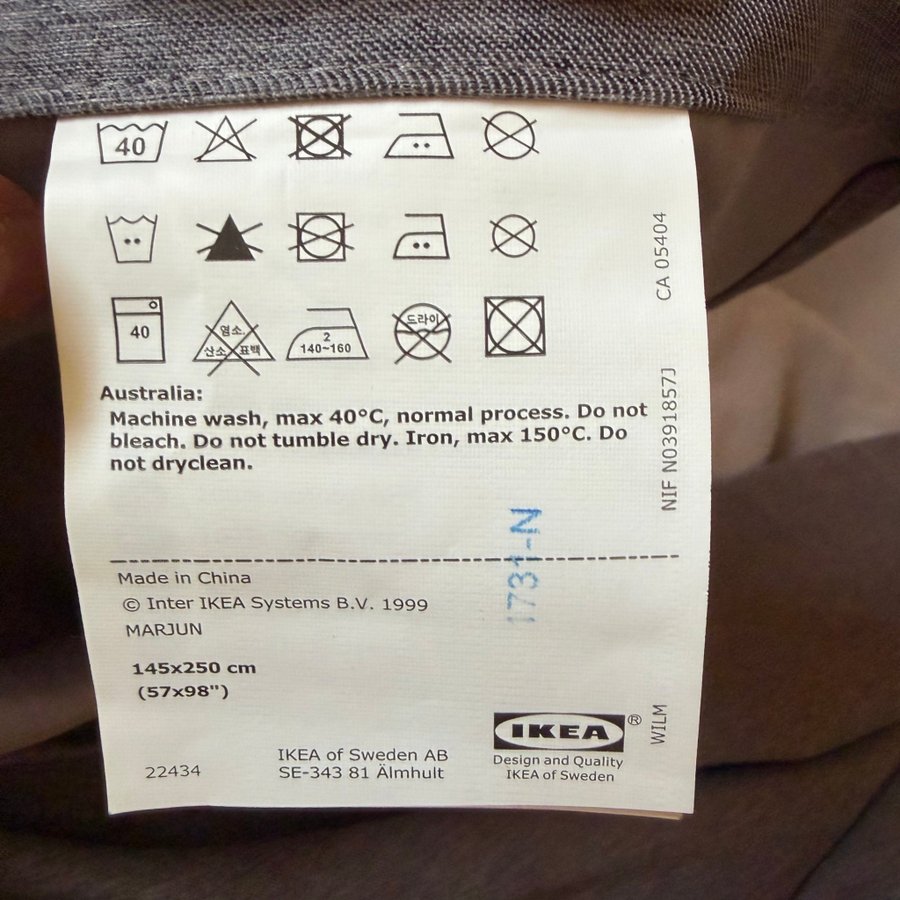 40
40
염소.
산소 표백
2
140~160
드라이
Australia:
Machine wash, max 40°C, normal process. Do not
bleach. Do not tumble dry. Iron, max 150°C. Do
not dryclean.
CA 05404
NIF N0391857J
1731-N
Made in China
© Inter IKEA Systems B.V. 1999
MARJUN
145x250 cm
(57x98")
22434
IKEA of Sweden AB
SE-343 81 Älmhult
IKEA®
Design and Quality
IKEA of Sweden
WILM